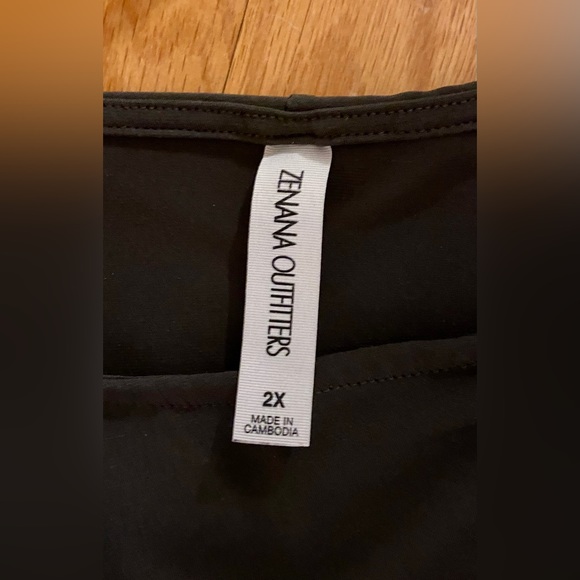 ZENANA OUTFITTERS
2X
MADE IN
CAMBODIA